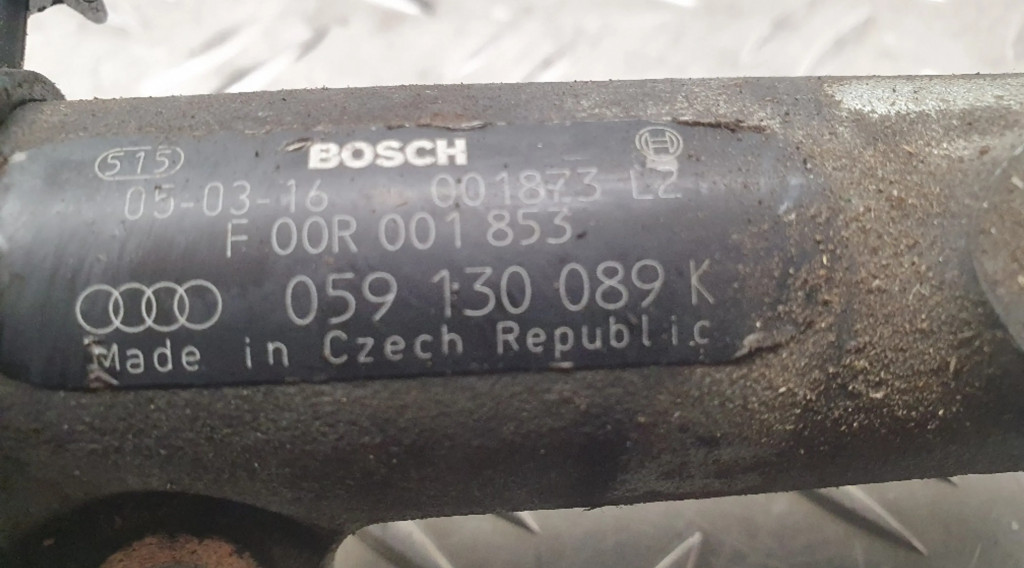 515 BOSCH
05-03-16 001873 L2
F 00R 001 853
059 130 089 K
Made in Czech Republic